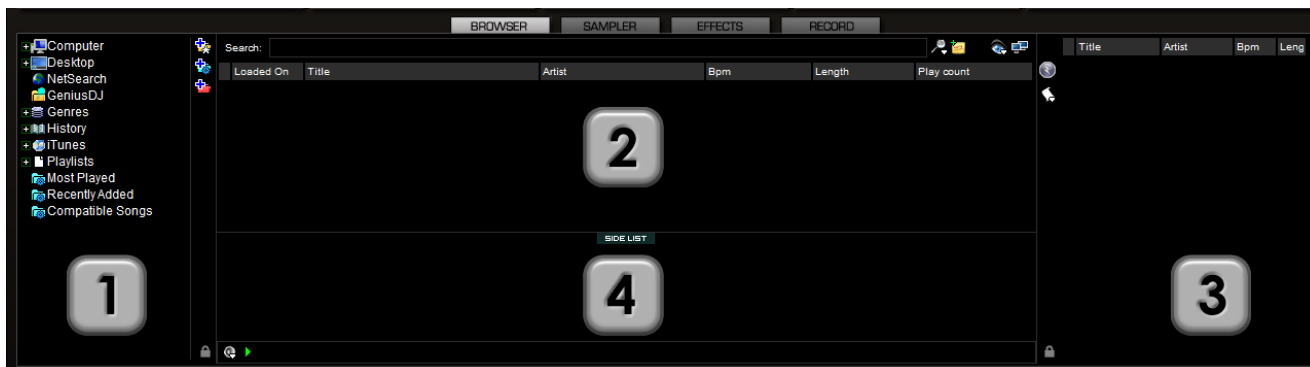 BROWSER SAMPLER EFFECTS RECORD
Computer
Desktop
NetSearch
GeniusDJ
Genres
History
iTunes
Playlists
Most Played
Recently Added
Compatible Songs
1
Search:
Loaded On Title Artist Bpm Length Play count
2
SIDE LIST
4
Title Artist Bpm Leng
3